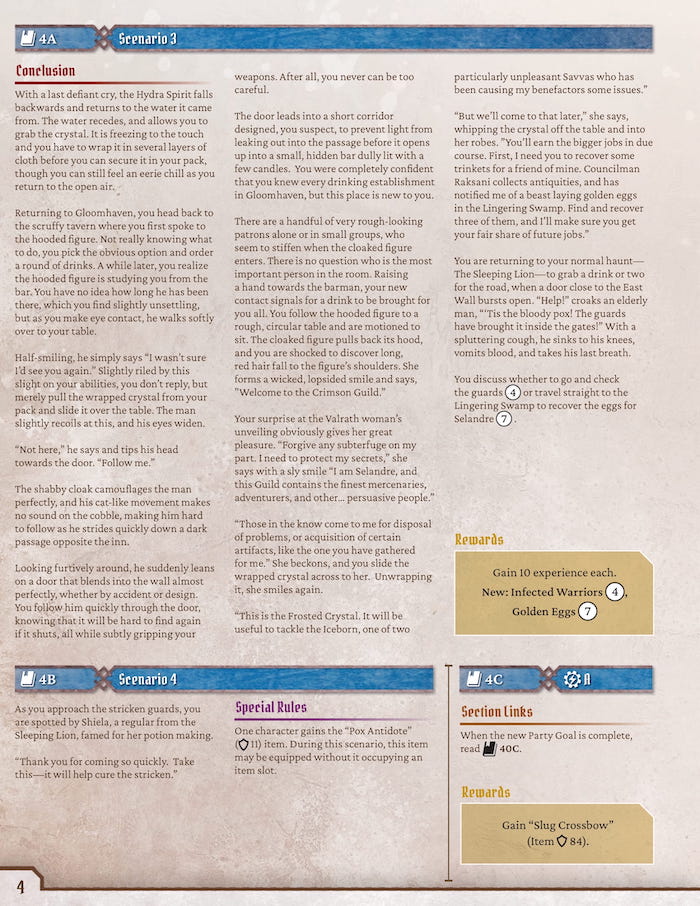 4A Scenario 3
Conclusion
With a last defiant cry, the Hydra Spirit falls
backwards and returns to the water it came
from. The water recedes, and allows you to
grab the crystal. It is freezing to the touch
and you have to wrap it in several layers of
cloth before you can secure it in your pack,
though you can still feel an eerie chill as you
return to the open air.
Returning to Gloomhaven, you head back to
the scruffy tavern where you first spoke to
the hooded figure. Not really knowing what
to do, you pick the obvious option and order
a round of drinks. A while later, you realize
the hooded figure is studying you from the
bar. You have no idea how long he has been
there, which you find slightly unsettling,
but as you make eye contact, he walks softly
over to your table.
Half-smiling, he simply says “I wasn't sure
I'd see you again.” Slightly riled by this
slight on your abilities, you don't reply, but
merely pull the wrapped crystal from your
pack and slide it over the table. The man
slightly recoils at this, and his eyes widen.
“Not here,” he says and tips his head
towards the door. “Follow me.”
The shabby cloak camouflages the man
perfectly, and his cat-like movement makes
no sound on the cobble, making him hard
to follow as he strides quickly down a dark
passage opposite the inn.
Looking furtively around, he suddenly leans
on a door that blends into the wall almost
perfectly, whether by accident or design.
You follow him quickly through the door,
knowing that it will be hard to find again
if it shuts, all while subtly gripping your
weapons. After all, you never can be too
careful.
The door leads into a short corridor
designed, you suspect, to prevent light from
leaking out into the passage before it opens
up into a small, hidden bar dully lit with a
few candles. You were completely confident
that you knew every drinking establishment
in Gloomhaven, but this place is new to you.
There are a handful of very rough-looking
patrons alone or in small groups, who
seem to stiffen when the cloaked figure
enters. There is no question who is the most
important person in the room. Raising
a hand towards the barman, your new
contact signals for a drink to be brought for
you all. You follow the hooded figure to a
rough, circular table and are motioned to
sit. The cloaked figure pulls back its hood,
and you are shocked to discover long,
red hair fall to the figure's shoulders. She
forms a wicked, lopsided smile and says,
"Welcome to the Crimson Guild.”
Your surprise at the Valrath woman's
unveiling obviously gives her great
pleasure. “Forgive any subterfuge on my
part. I need to protect my secrets,” she
says with a sly smile “I am Selandre, and
this Guild contains the finest mercenaries,
adventurers, and other... persuasive people.”
“Those in the know come to me for disposal
of problems, or acquisition of certain
artifacts, like the one you have gathered
for me.” She beckons, and you slide the
wrapped crystal across to her. Unwrapping
it, she smiles again.
“This is the Frosted Crystal. It will be
useful to tackle the Iceborn, one of two
particularly unpleasant Savvas who has
been causing my benefactors some issues.”
“But we'll come to that later,” she says,
whipping the crystal off the table and into
her robes. ”You'll earn the bigger jobs in due
course. First, I need you to recover some
trinkets for a friend of mine. Councilman
Raksani collects antiquities, and has
notified me of a beast laying golden eggs
in the Lingering Swamp. Find and recover
three of them, and I'll make sure you get
your fair share of future jobs.”
You are returning to your normal haunt—
The Sleeping Lion—to grab a drink or two
for the road, when a door close to the East
Wall bursts open. “Help!” croaks an elderly
man, “‘Tis the bloody pox! The guards
have brought it inside the gates!” With a
spluttering cough, he sinks to his knees,
vomits blood, and takes his last breath.
You discuss whether to go and check
the guards 4 or travel straight to the
Lingering Swamp to recover the eggs for
Selandre 7 .
Rewards
Gain 10 experience each.
New: Infected Warriors 4 ,
Golden Eggs 7
4B Scenario 4
As you approach the stricken guards, you
are spotted by Shiela, a regular from the
Sleeping Lion, famed for her potion making.
“Thank you for coming so quickly. Take
this—it will help cure the stricken.”
Special Rules
One character gains the “Pox Antidote”
( 11) item. During this scenario, this item
may be equipped without it occupying an
item slot.
4C A
Section Links
When the new Party Goal is complete,
read 40C.
Rewards
Gain “Slug Crossbow”
(Item 84).
4